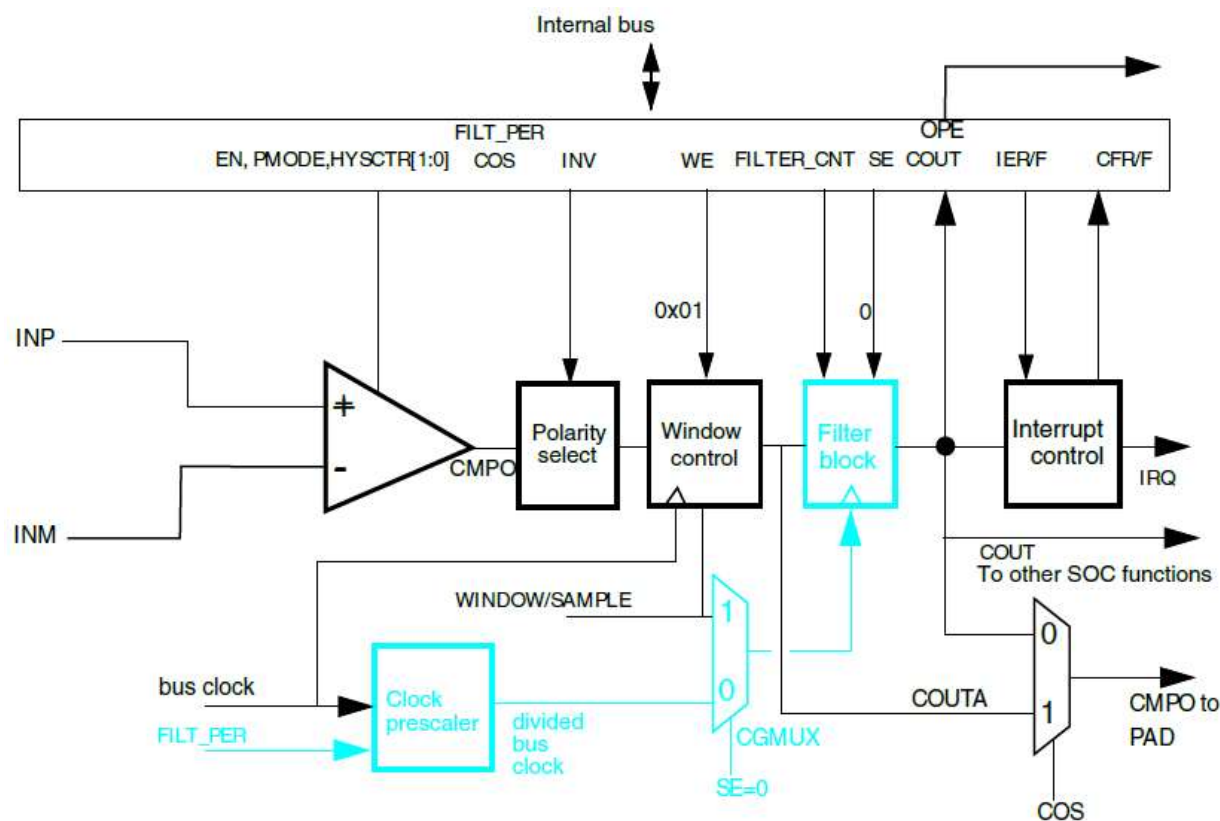 Internal bus
FILT_PER
OPE
EN, PMODE,HYSCTR[1:0]
COS
INV
WE
FILTER_CNT
SE
COUT
IER/F
CFR/F
0x01
0
INP
+
-
INM
CMPO
Polarity
select
Window
control
Filter
block
Interrupt
control
IRQ
COUT
To other SOC functions
WINDOW/SAMPLE
1
0
bus clock
FILT_PER
Clock
prescaler
divided
bus
clock
CGMUX
SE=0
COUTA
0
1
CMPO to
PAD
COS